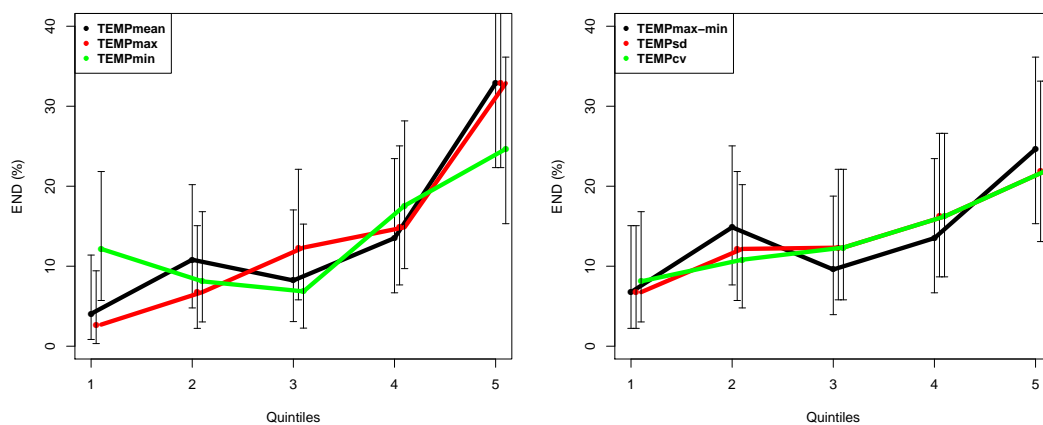 TEMPmean
TEMPmax
TEMPmin
END (%)
40
30
20
10
0
1 2 3 4 5
Quintiles
TEMPmax−min
TEMPsd
TEMPcv
END (%)
40
30
20
10
0
1 2 3 4 5
Quintiles